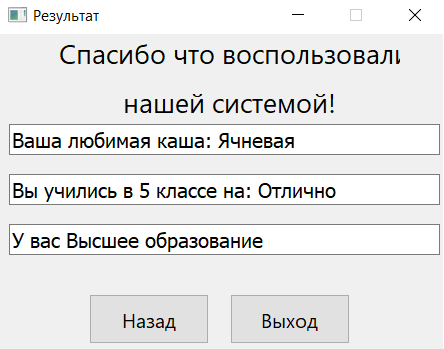 Результат
Спасибо что воспользовали
нашей системой!
Ваша любимая каша: Ячневая
Вы учились в 5 классе на: Отлично
У вас Высшее образование
Назад
Выход